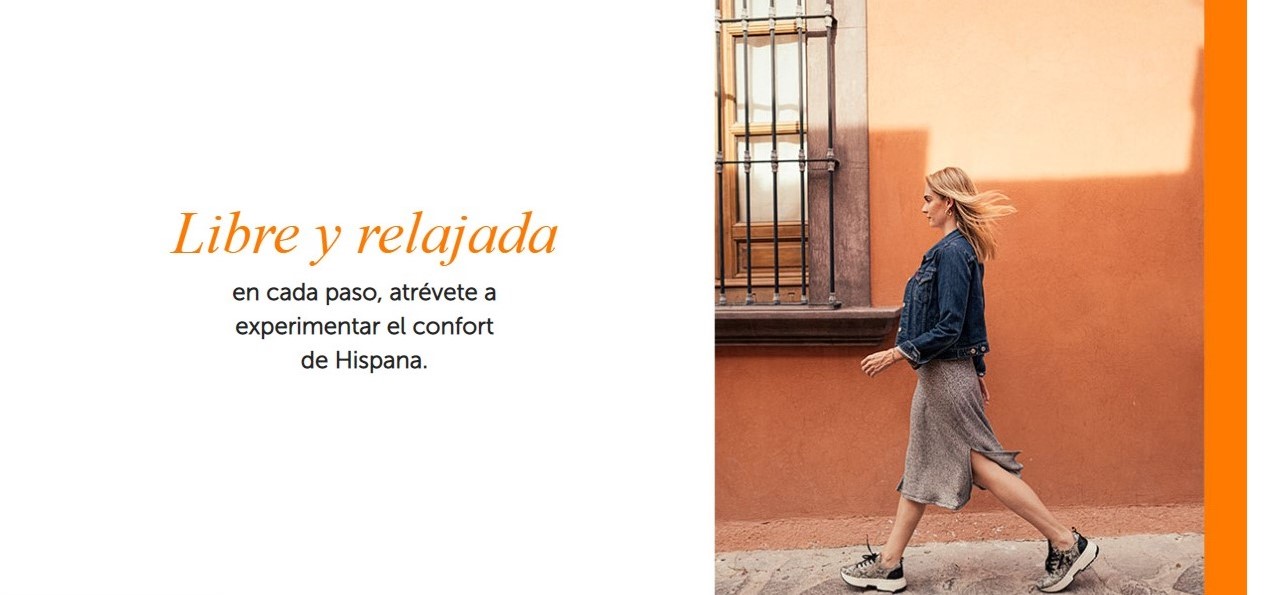 Libre y relajada
en cada paso, atrévete a
experimentar el confort
de Hispana.